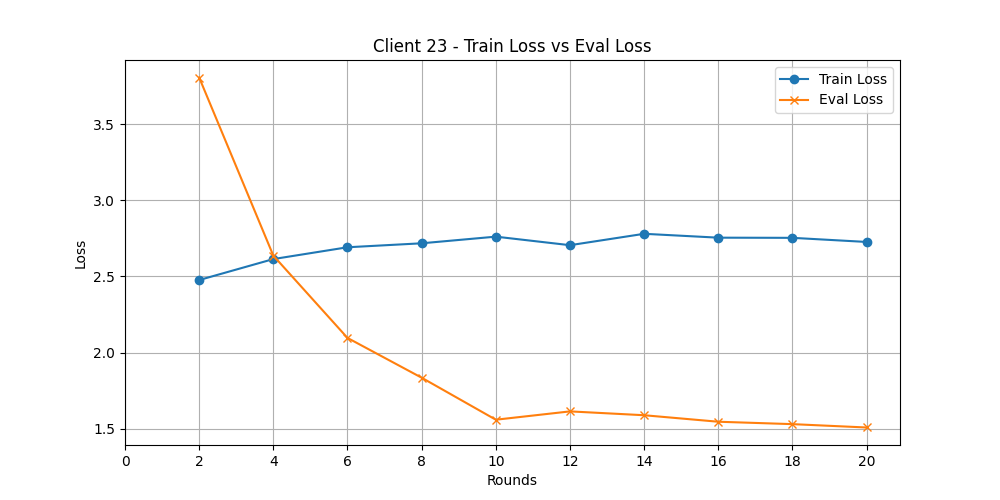 Client 23 - Train Loss vs Eval Loss
Train Loss
Eval Loss
3.5
3.0
2.5
2.0
1.5
Loss
0 2 4 6 8 10 12 14 16 18 20
Rounds